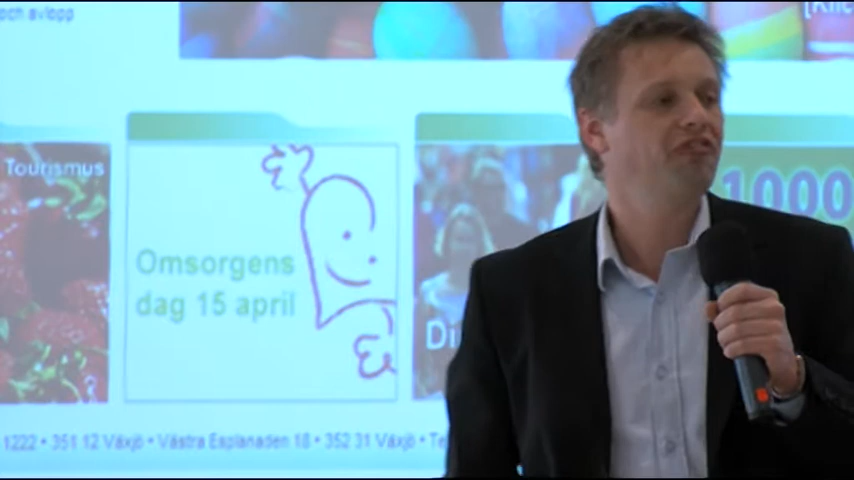 och avlopp
[Klic
Tourismus
1000
Omsorgens
dag 15 april
Di
1222 • 351 12 Växjö • Västra Esplanaden 18 • 352 31 Växjö • Te